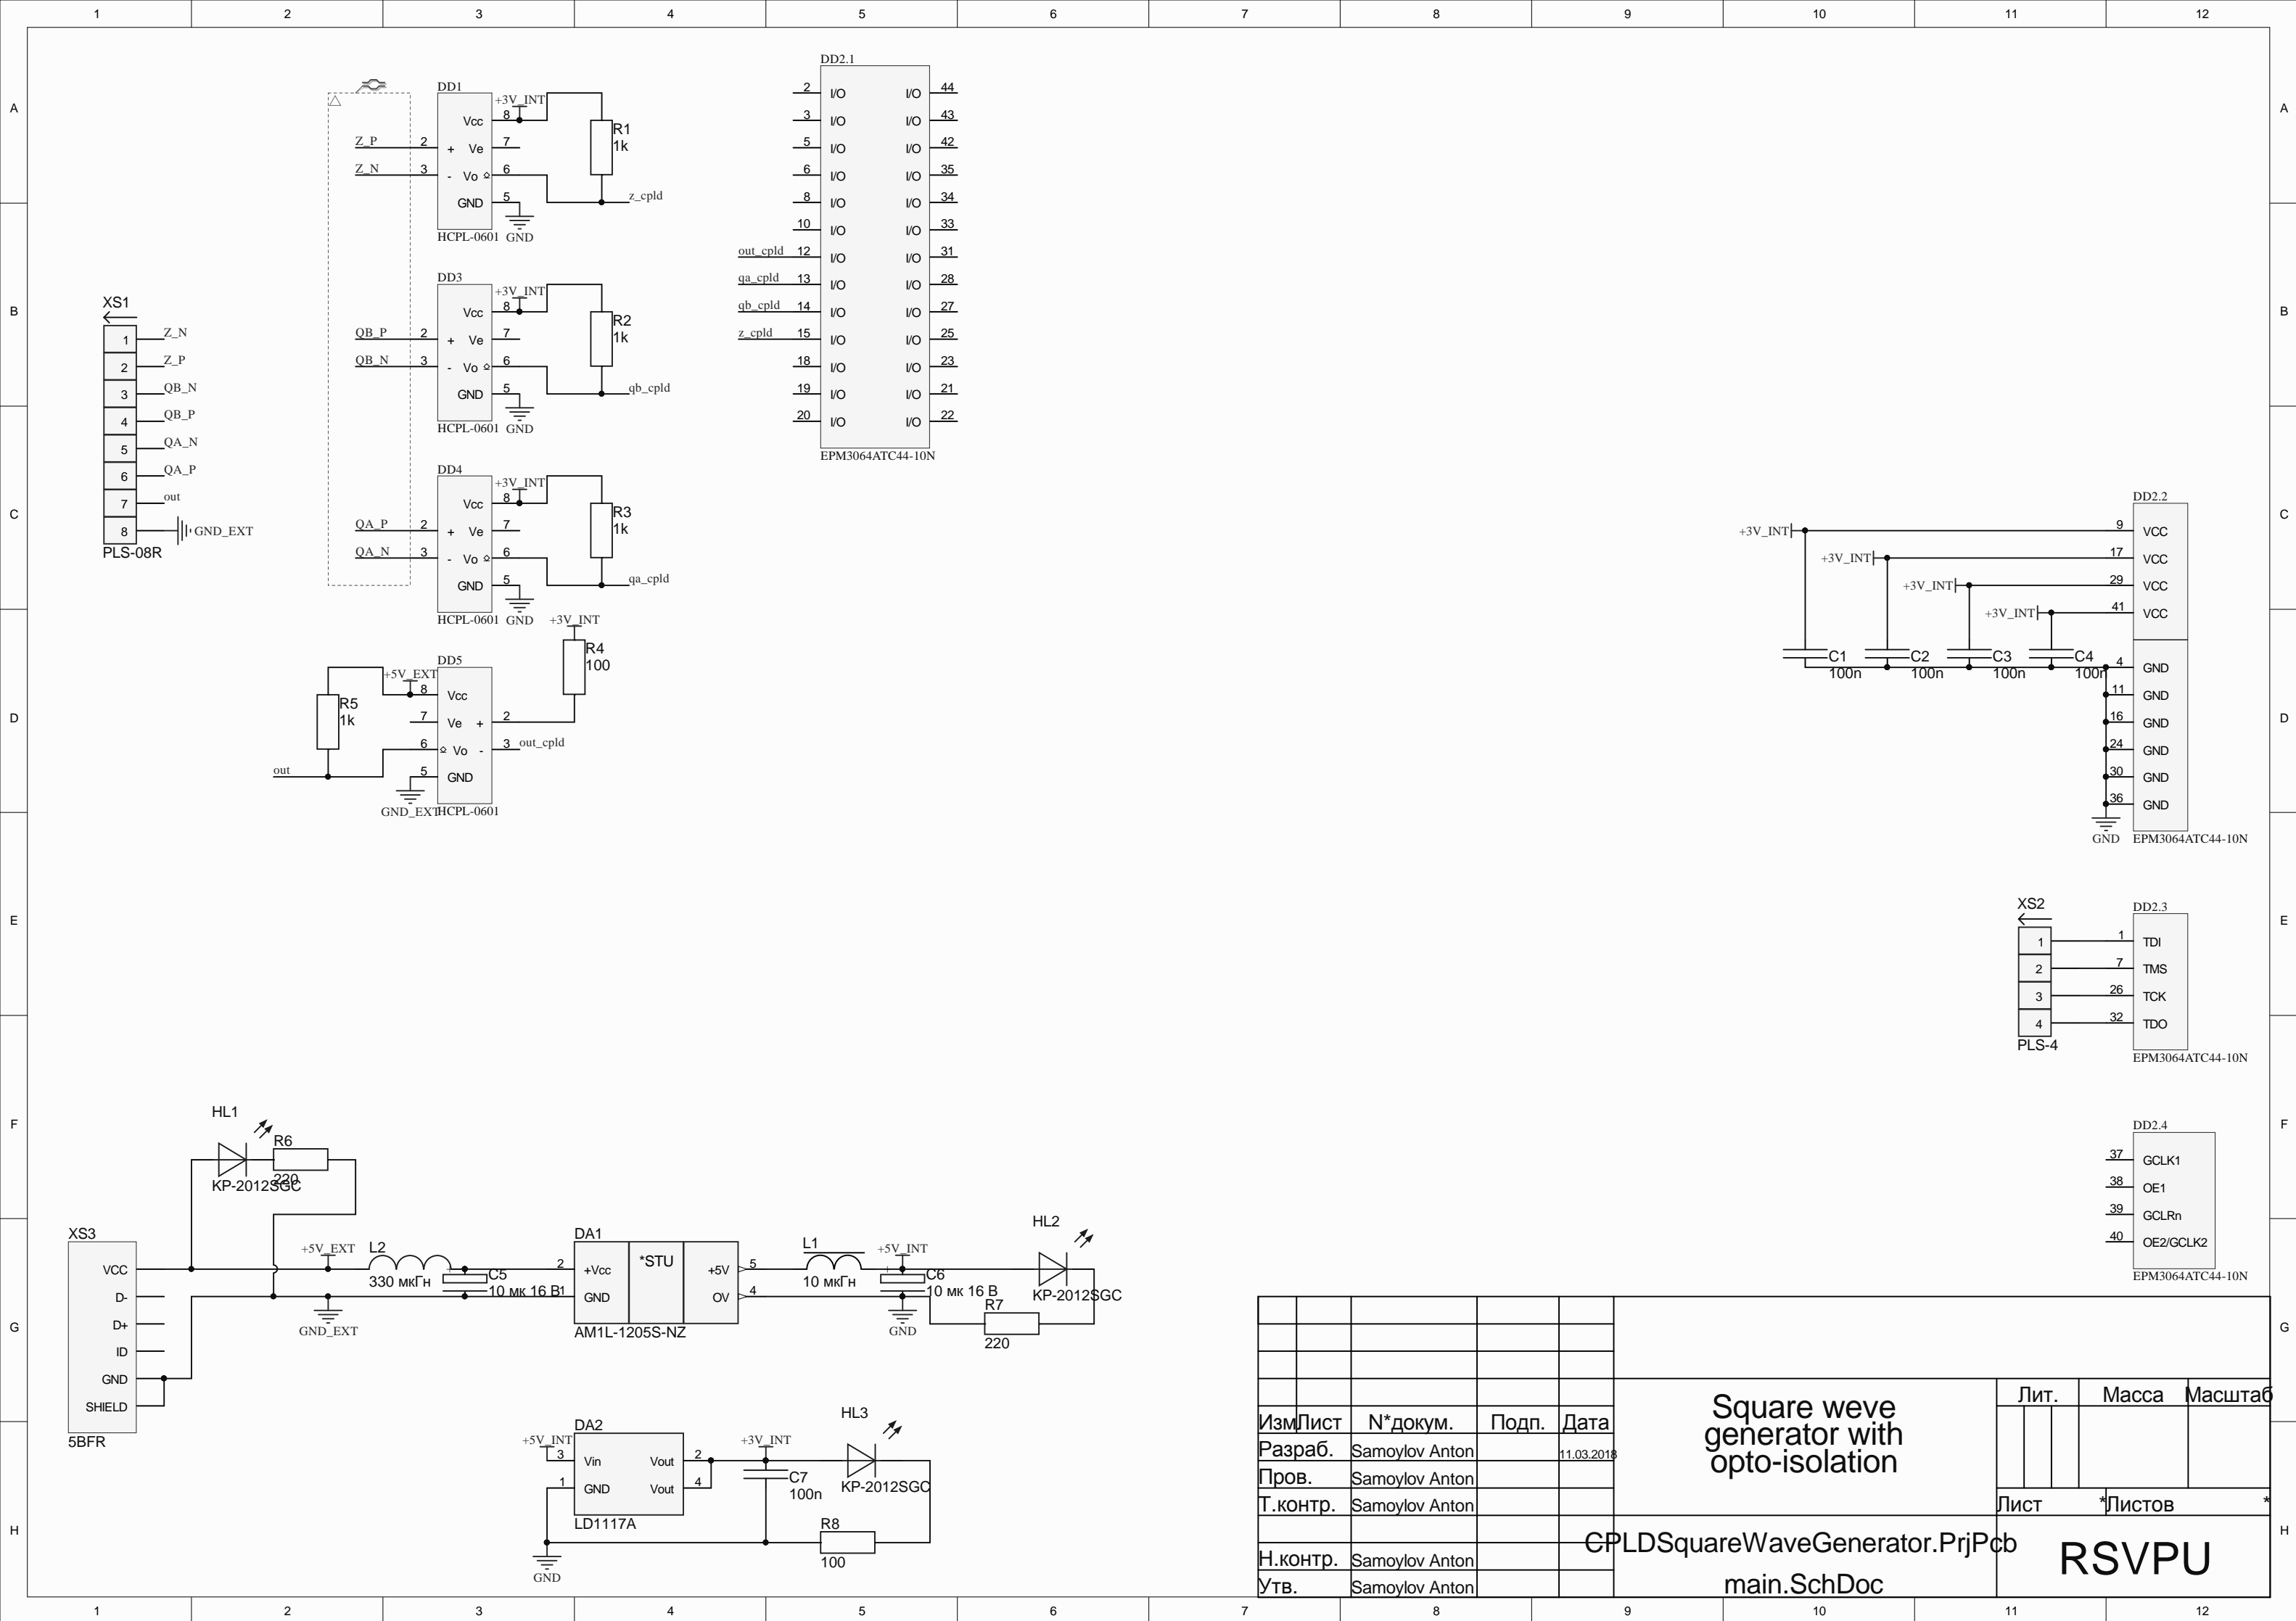 1 2 3 4 5 6 7 8 9 10 11 12
A A
B B
C C
D D
E E
F F
G G
H H
1 2 3 4 5 6 7 8 9 10 11 12
XS1
1 Z_N
2 Z_P
3 QB_N
4 QB_P
5 QA_N
6 QA_P
7 out
8 GND_EXT
PLS-08R
DD1
+3V_INT
Vcc 8
R1
1k
Z_P 2 + Ve 7
Z_N 3 - Vo 6
GND 5
z_cpld
HCPL-0601 GND
DD3
+3V_INT
Vcc 8
R2
1k
QB_P 2 + Ve 7
QB_N 3 - Vo 6
GND 5
qb_cpld
HCPL-0601 GND
DD4
+3V_INT
Vcc 8
R3
1k
QA_P 2 + Ve 7
QA_N 3 - Vo 6
GND 5
qa_cpld
HCPL-0601 GND
+3V_INT
R4
100
DD5
+5V_EXT
8 Vcc
R5
1k
7 Ve + 2
6 Vo - 3 out_cpld
out
5 GND
GND_EXT HCPL-0601
DD2.1
2 I/O I/O 44
3 I/O I/O 43
5 I/O I/O 42
6 I/O I/O 35
8 I/O I/O 34
10 I/O I/O 33
out_cpld 12 I/O I/O 31
qa_cpld 13 I/O I/O 28
qb_cpld 14 I/O I/O 27
z_cpld 15 I/O I/O 25
18 I/O I/O 23
19 I/O I/O 21
20 I/O I/O 22
EPM3064ATC44-10N
DD2.2
+3V_INT 9 VCC
+3V_INT 17 VCC
+3V_INT 29 VCC
+3V_INT 41 VCC
C1 C2 C3 C4 4 GND
100n 100n 100n 100n
11 GND
16 GND
24 GND
30 GND
36 GND
GND EPM3064ATC44-10N
XS2 DD2.3
1 1 TDI
2 7 TMS
3 26 TCK
4 32 TDO
PLS-4 EPM3064ATC44-10N
DD2.4
37 GCLK1
38 OE1
39 GCLRn
40 OE2/GCLK2
EPM3064ATC44-10N
HL1
R6
220
KP-2012SGC
XS3
VCC
D-
D+
ID
GND
SHIELD
5BFR
+5V_EXT
L2
330 мкГн
C5
10 мк 16 В
GND_EXT
DA1
2 +Vcc *STU +5V 5
1 GND OV 4
AM1L-1205S-NZ
L1
10 мкГн
+5V_INT
+ C6
10 мк 16 В
GND
HL2
KP-2012SGC
R7
220
DA2
+5V_INT
3 Vin Vout 2
1 GND Vout 4
LD1117A
GND
+3V_INT
C7
100n
HL3
KP-2012SGC
R8
100
Square weve
generator with
opto-isolation
Лит. Масса Масштаб
Изм Лист N*докум. Подп. Дата
Разраб. Samoylov Anton 11.03.2018
Пров. Samoylov Anton
Т.контр. Samoylov Anton
Лист * Листов *
Н.контр. Samoylov Anton
Утв. Samoylov Anton
CPLDSquareWaveGenerator.PrjPcb
main.SchDoc
RSVPU